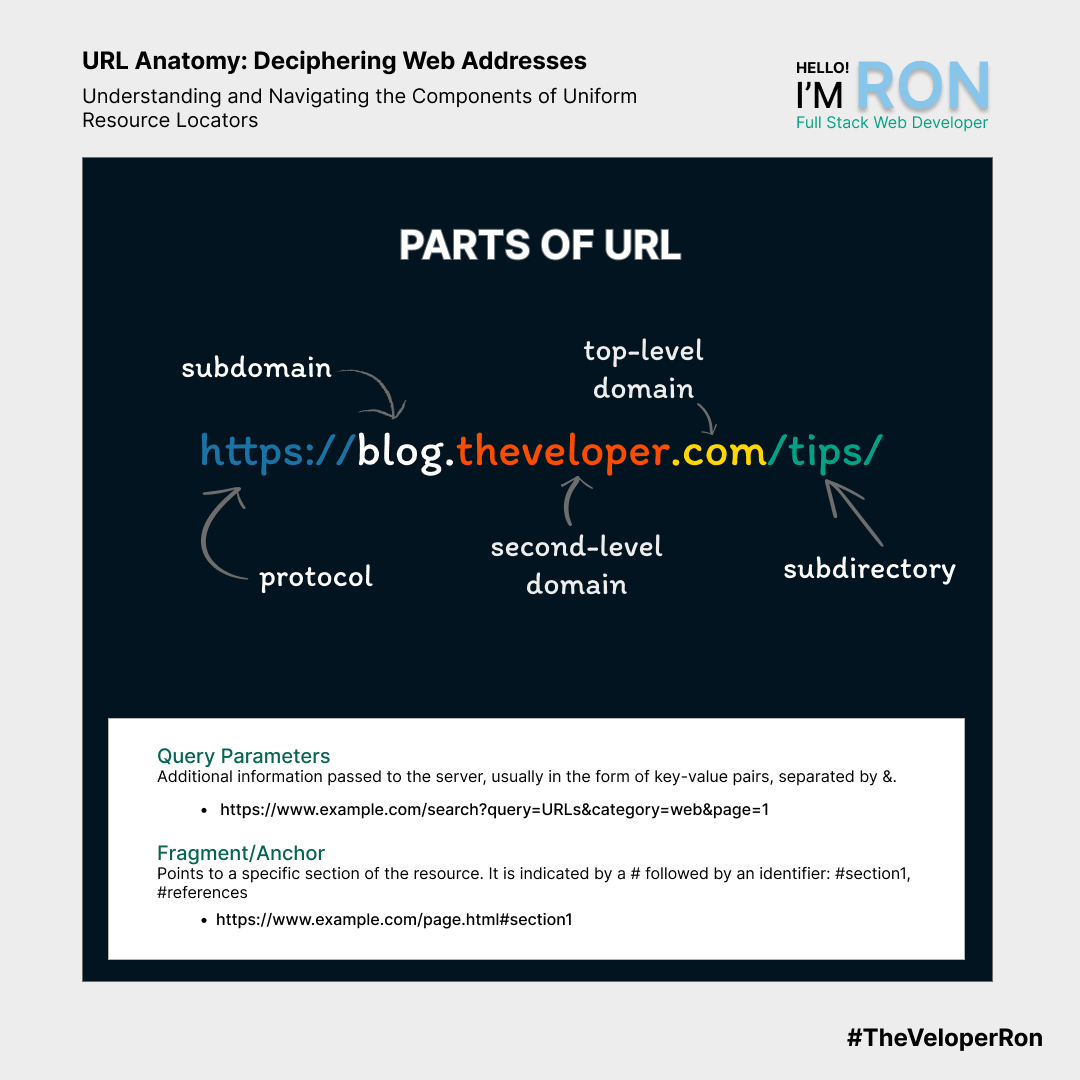 URL Anatomy: Deciphering Web Addresses
Understanding and Navigating the Components of Uniform
Resource Locators
HELLO!
I'M RON
Full Stack Web Developer
PARTS OF URL
subdomain
top-level
domain
https://blog.theveloper.com/tips/
protocol
second-level
domain
subdirectory
Query Parameters
Additional information passed to the server, usually in the form of key-value pairs, separated by &.
• https://www.example.com/search?query=URLs&category=web&page=1
Fragment/Anchor
Points to a specific section of the resource. It is indicated by a # followed by an identifier: #section1,
#references
• https://www.example.com/page.html#section1
#TheVeloperRon